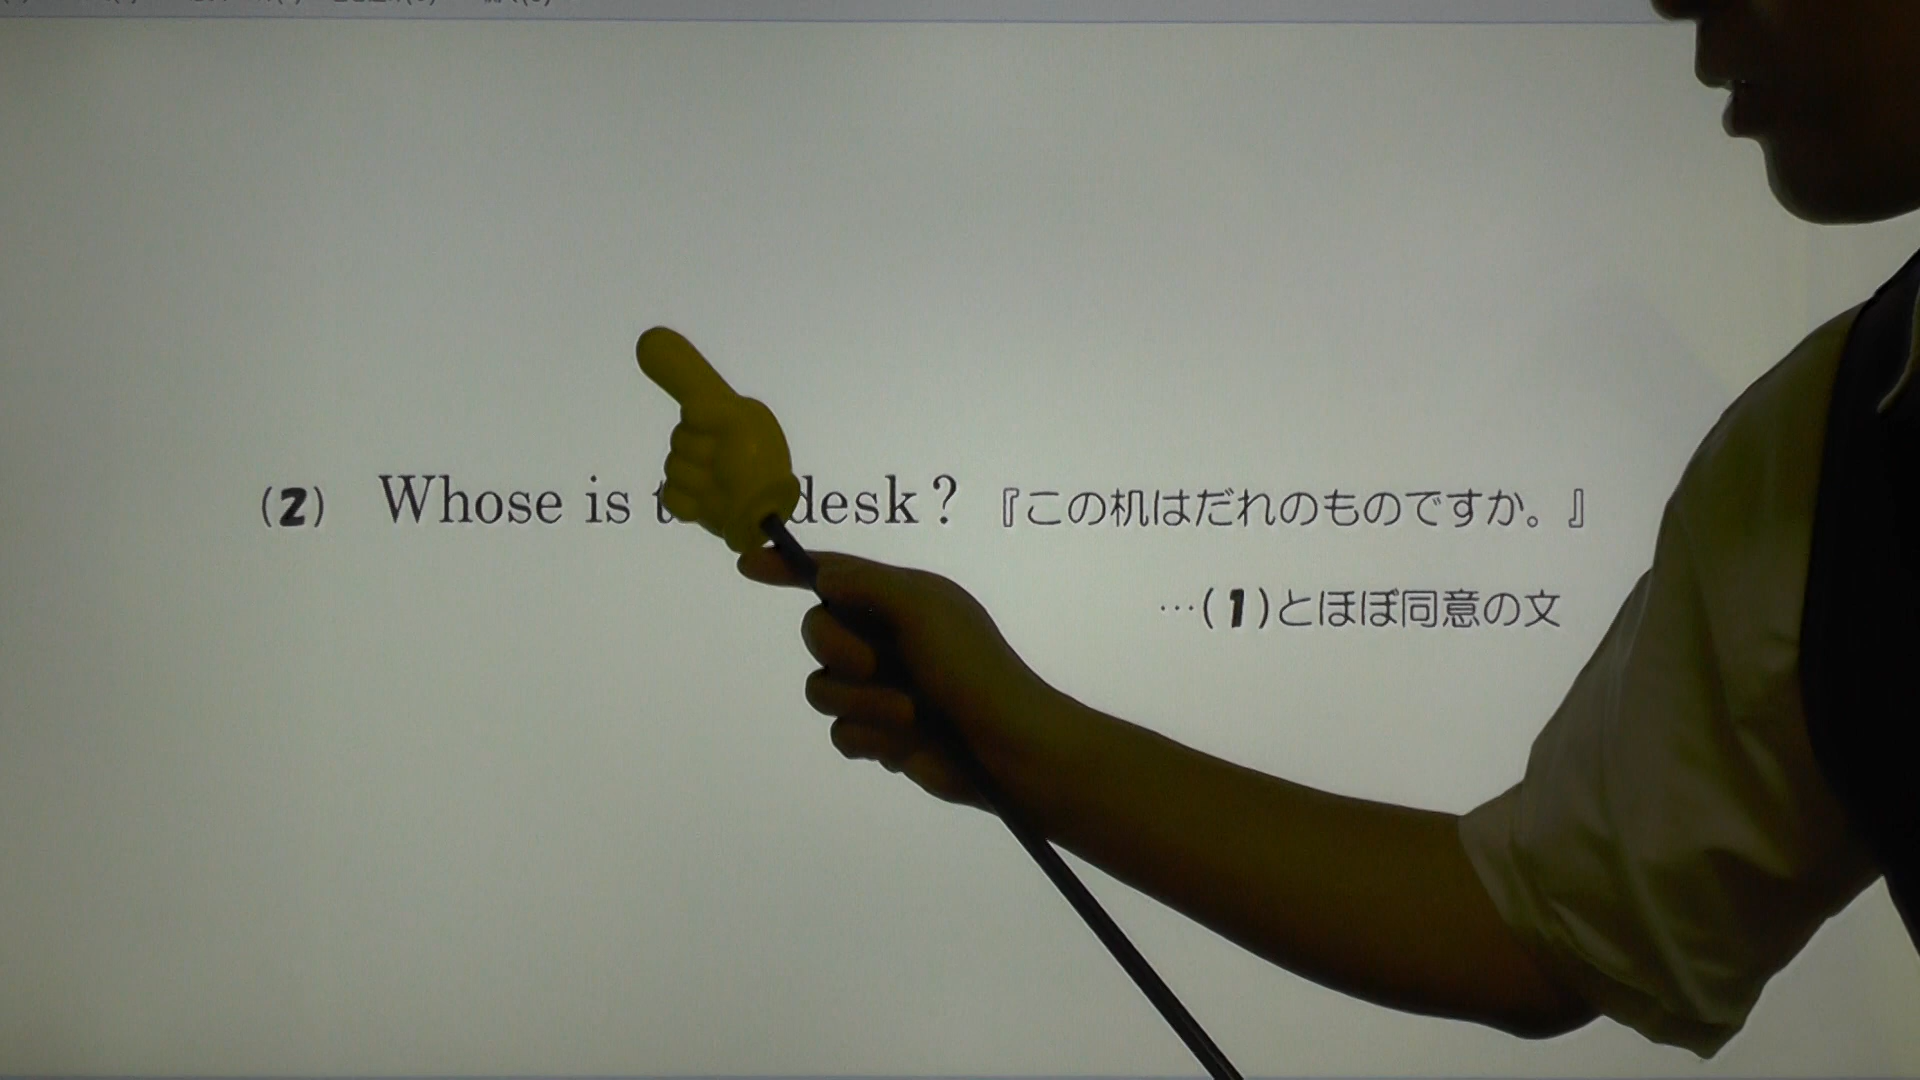 (2) Whose is desk? 『この机はだれのものですか。』
…(1)とほぼ同意の文